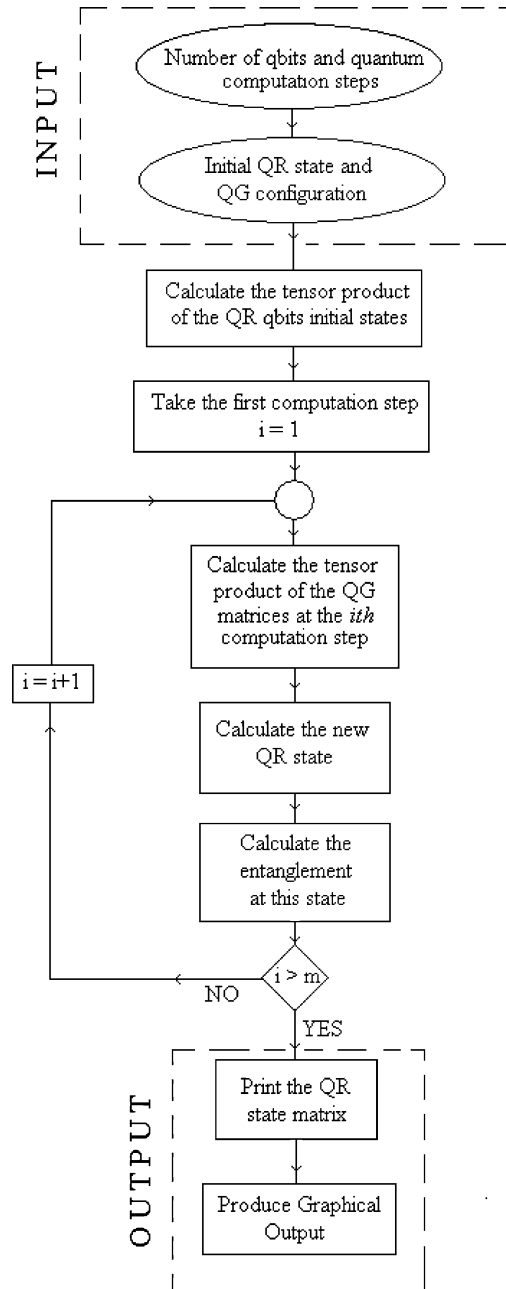 INPUT
Number of qbits and quantum
computation steps
Initial QR state and
QG configuration
Calculate the tensor product
of the QR qbits initial states
Take the first computation step
i = 1
Calculate the tensor
product of the QG
matrices at the ith
computation step
i = i+1
Calculate the new
QR state
Calculate the
entanglement
at this state
i > m
NO
YES
OUTPUT
Print the QR
state matrix
Produce Graphical
Output